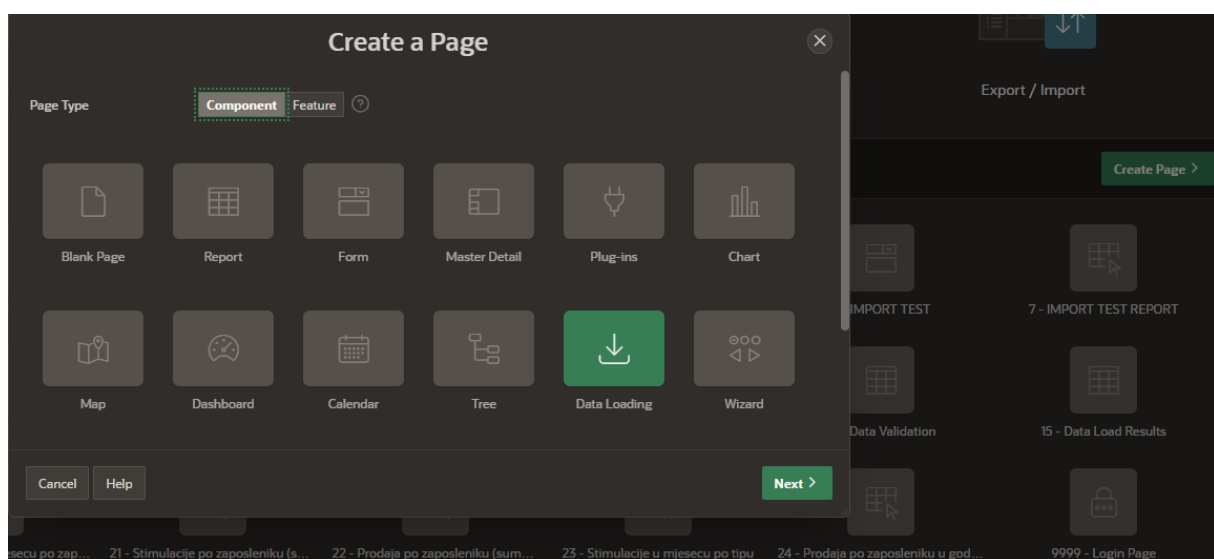 Create a Page
Export / Import
Page Type
Component
Feature
Create Page
Blank Page
Report
Form
Master Detail
Plug-ins
Chart
IMPORT TEST
7 - IMPORT TEST REPORT
Map
Dashboard
Calendar
Tree
Data Loading
Wizard
Data Validation
15 - Data Load Results
Cancel
Help
Next
po zap...
21 - Stimulacije po zaposleniku (s...
22 - Prodaja po zaposleniku (sum...
23 - Stimulacije u mjesecu po tipu
24 - Prodaja po zaposleniku u god...
9999 - Login Page